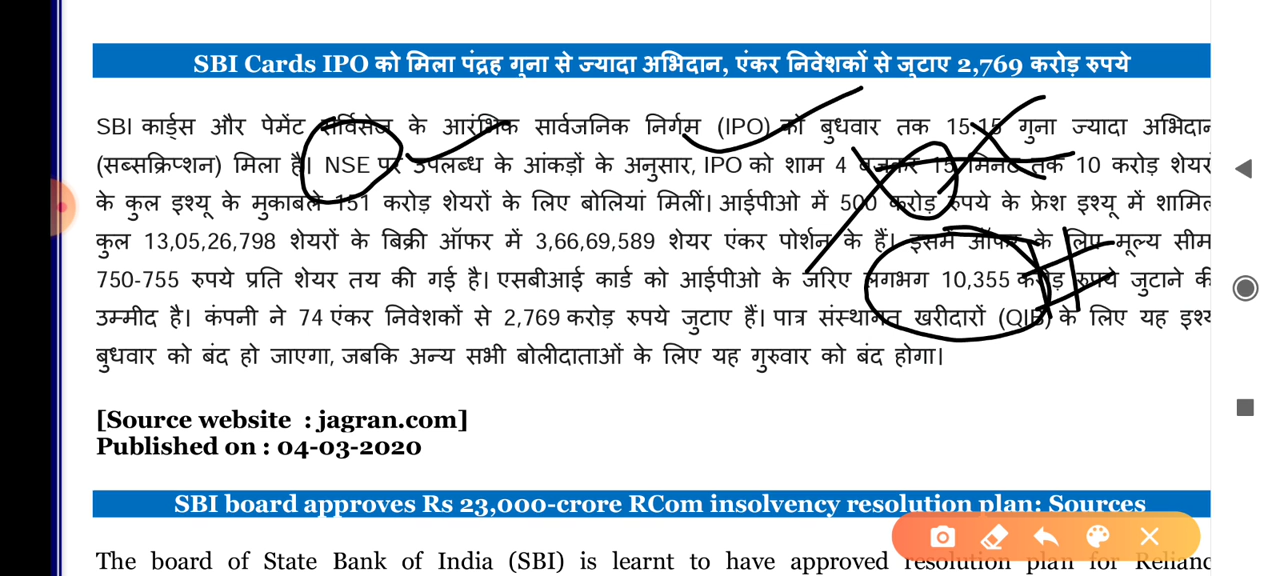 SBI Cards IPO को मिला पंद्रह गुना से ज्यादा अभिदान, एंकर निवेशकों से जुटाए 2,769 करोड़ रुपये
SBI कार्ड्स और पेमेंट सर्विसेज के आरंभिक सार्वजनिक निर्गम (IPO) को बुधवार तक 15.15 गुना ज्यादा अभिदान
(सब्सक्रिप्शन) मिला है। NSE पर उपलब्ध के आंकड़ों के अनुसार, IPO को शाम 4 बजकर 15 मिनट तक 10 करोड़ शेयरों
के कुल इश्यू के मुकाबले 151 करोड़ शेयरों के लिए बोलियां मिलीं। आईपीओ में 500 करोड़ रुपये के फ्रेश इश्यू में शामिल
कुल 13,05,26,798 शेयरों के बिक्री ऑफर में 3,66,69,589 शेयर एंकर पोर्शन के हैं। इसमें ऑफर के लिए मूल्य सीम
750-755 रुपये प्रति शेयर तय की गई है। एसबीआई कार्ड को आईपीओ के जरिए लगभग 10,355 करोड़ रुपये जुटाने की
उम्मीद है। कंपनी ने 74 एंकर निवेशकों से 2,769 करोड़ रुपये जुटाए हैं। पात्र संस्थागत खरीदारों (QIB) के लिए यह इश्य
बुधवार को बंद हो जाएगा, जबकि अन्य सभी बोलीदाताओं के लिए यह गुरुवार को बंद होगा।
[Source website : jagran.com]
Published on : 04-03-2020
SBI board approves Rs 23,000-crore RCom insolvency resolution plan: Sources
The board of State Bank of India (SBI) is learnt to have approved resolution plan for Relianc